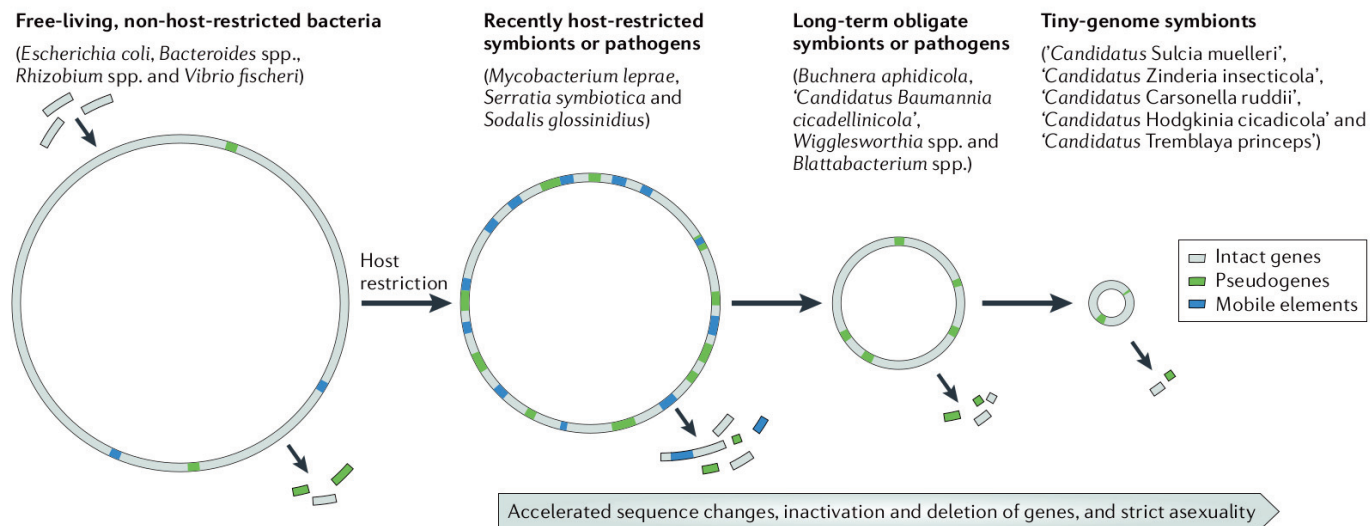 Free-living, non-host-restricted bacteria
(Escherichia coli, Bacteroides spp.,
Rhizobium spp. and Vibrio fischeri)
Recently host-restricted
symbionts or pathogens
(Mycobacterium leprae,
Serratia symbiotica and
Sodalis glossinidius)
Long-term obligate
symbionts or pathogens
(Buchnera aphidicola,
‘Candidatus Baumannia
cicadellinicola’,
Wigglesworthia spp. and
Blattabacterium spp.)
Tiny-genome symbionts
(’Candidatus Sulcia muelleri’,
‘Candidatus Zinderia insecticola’,
‘Candidatus Carsonella ruddii’,
‘Candidatus Hodgkinia cicadicola’ and
‘Candidatus Tremblaya princeps’)
Host
restriction
Intact genes
Pseudogenes
Mobile elements
Accelerated sequence changes, inactivation and deletion of genes, and strict asexuality